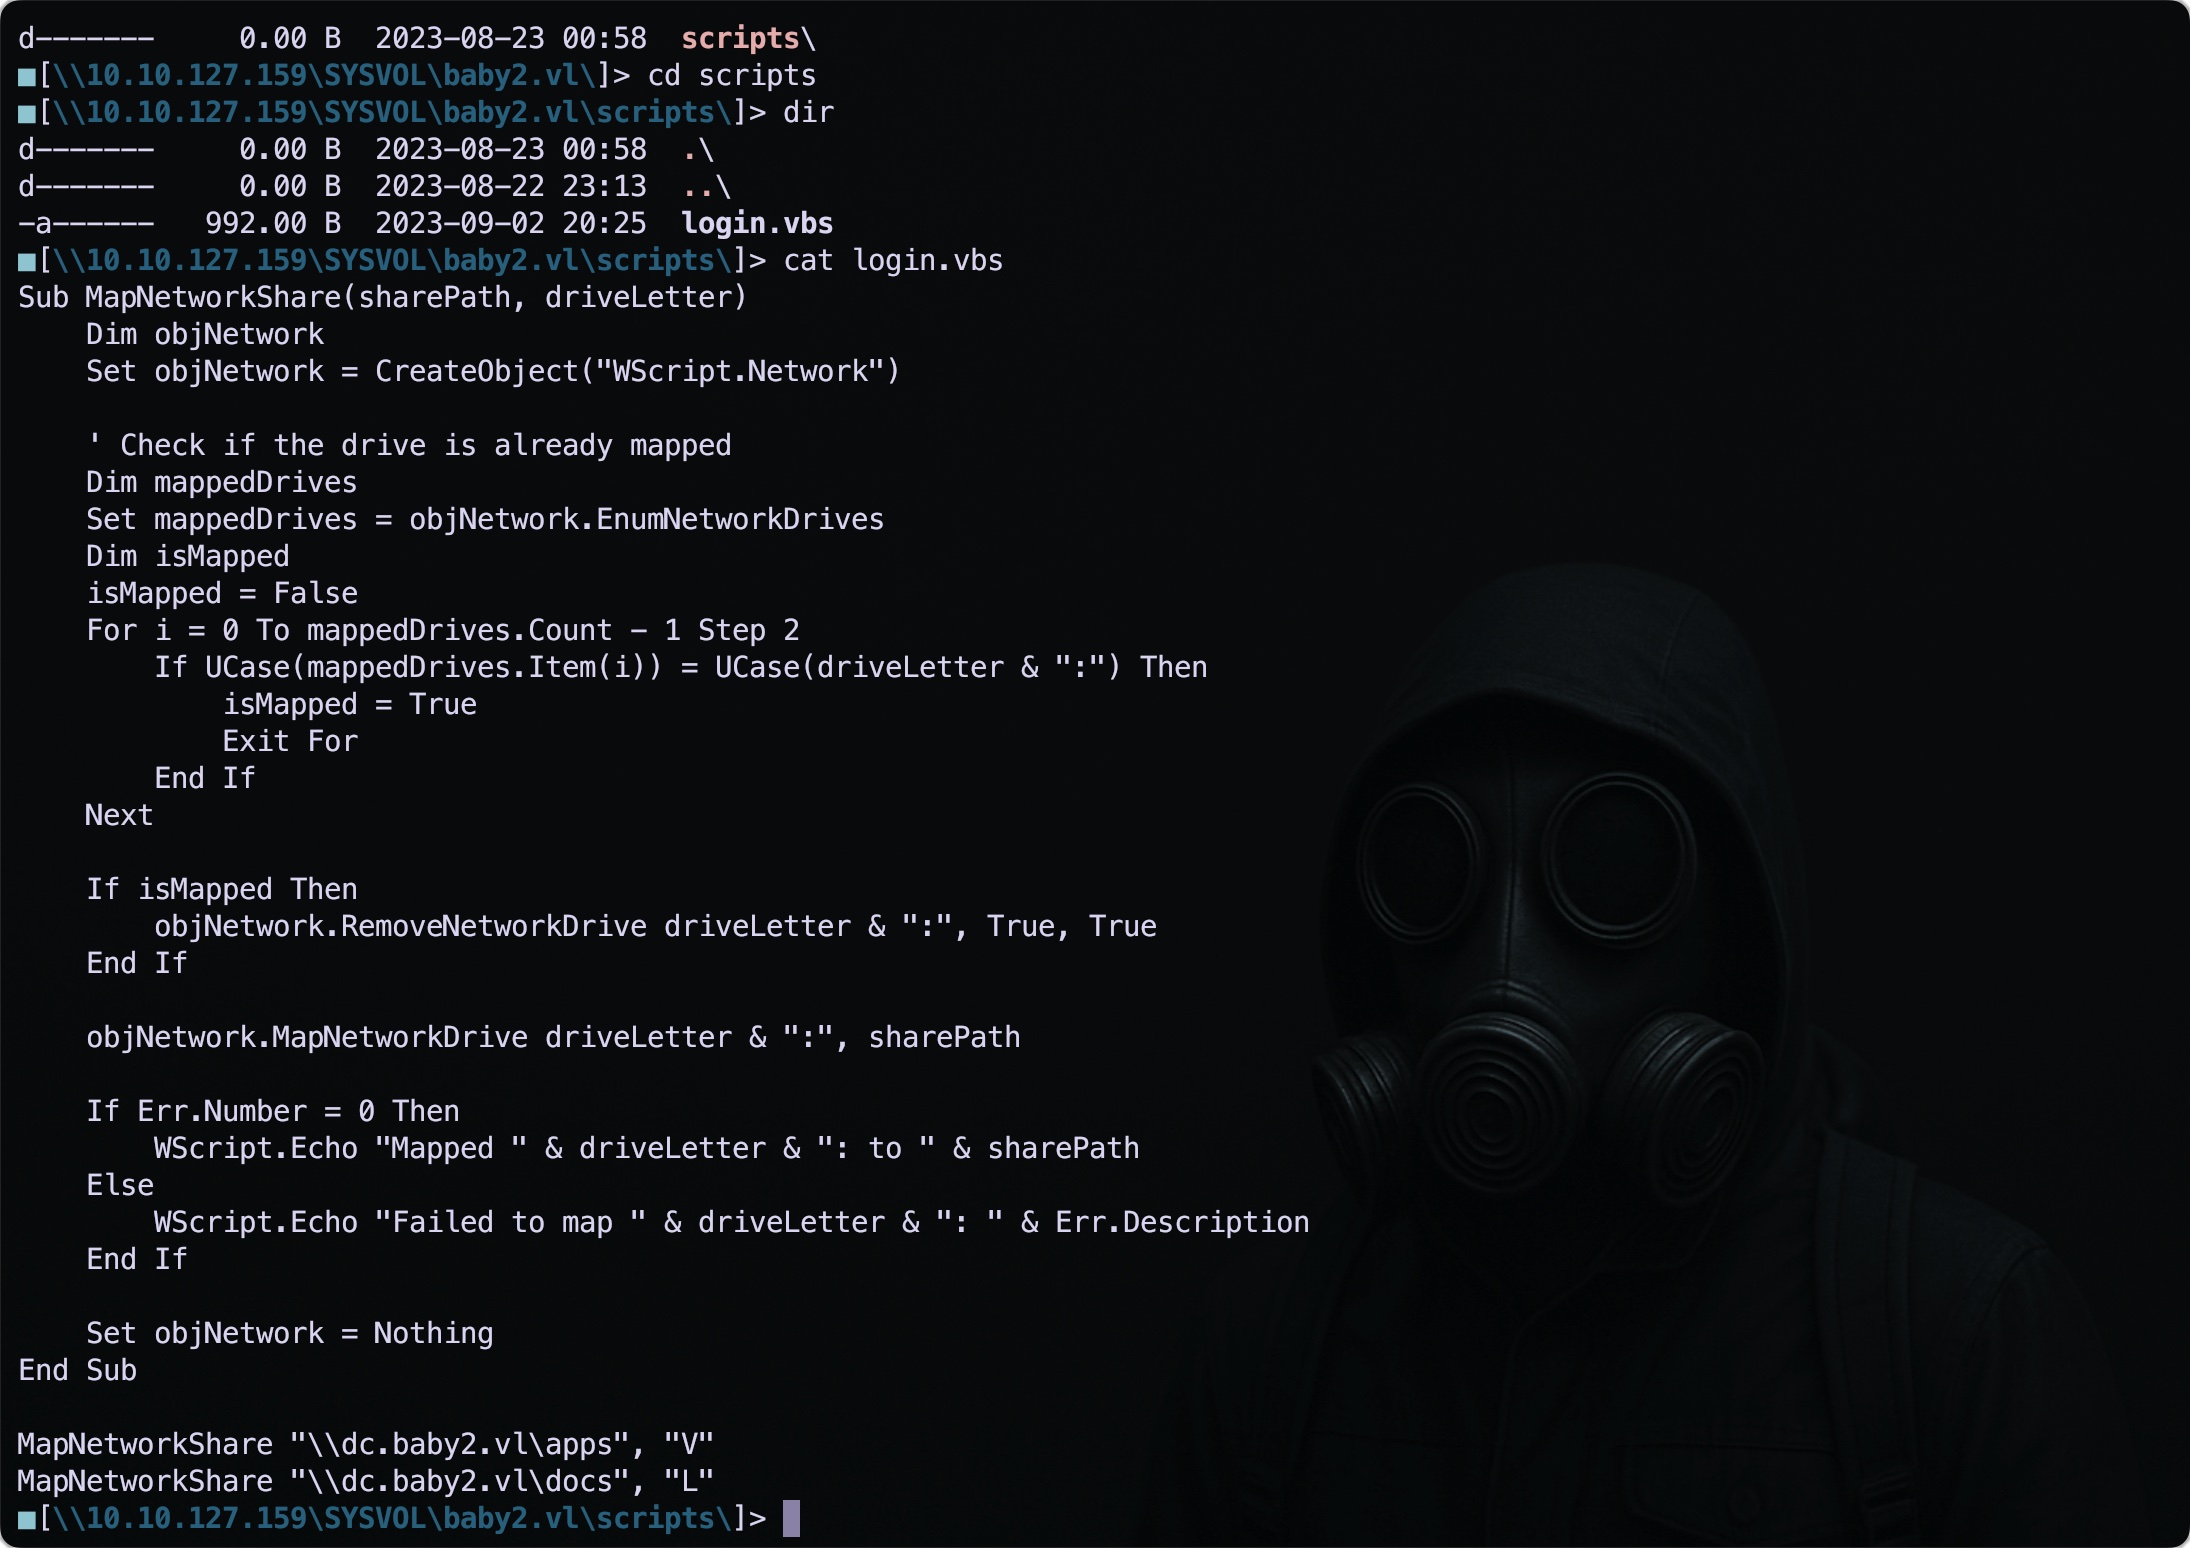 d-------     0.00 B  2023-08-23 00:58  scripts\
■[\\10.10.127.159\SYSVOL\baby2.vl\]> cd scripts
■[\\10.10.127.159\SYSVOL\baby2.vl\scripts\]> dir
d-------     0.00 B  2023-08-23 00:58  .\
d-------     0.00 B  2023-08-22 23:13  ..\
-a------   992.00 B  2023-09-02 20:25  login.vbs
■[\\10.10.127.159\SYSVOL\baby2.vl\scripts\]> cat login.vbs
Sub MapNetworkShare(sharePath, driveLetter)
    Dim objNetwork
    Set objNetwork = CreateObject("WScript.Network")

    ' Check if the drive is already mapped
    Dim mappedDrives
    Set mappedDrives = objNetwork.EnumNetworkDrives
    Dim isMapped
    isMapped = False
    For i = 0 To mappedDrives.Count - 1 Step 2
        If UCase(mappedDrives.Item(i)) = UCase(driveLetter & ":") Then
            isMapped = True
            Exit For
        End If
    Next

    If isMapped Then
        objNetwork.RemoveNetworkDrive driveLetter & ":", True, True
    End If

    objNetwork.MapNetworkDrive driveLetter & ":", sharePath

    If Err.Number = 0 Then
        WScript.Echo "Mapped " & driveLetter & ": to " & sharePath
    Else
        WScript.Echo "Failed to map " & driveLetter & ": " & Err.Description
    End If

    Set objNetwork = Nothing
End Sub

MapNetworkShare "\\dc.baby2.vl\apps", "V"
MapNetworkShare "\\dc.baby2.vl\docs", "L"
■[\\10.10.127.159\SYSVOL\baby2.vl\scripts\]>